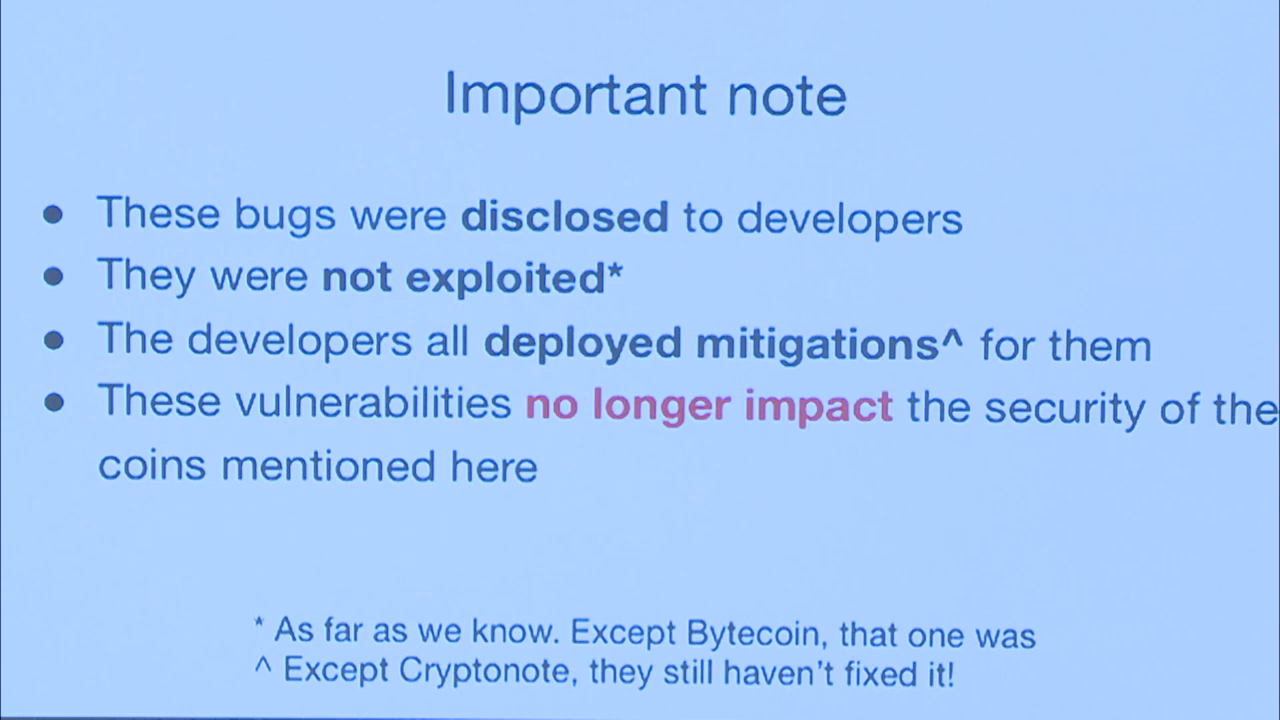 Important note
● These bugs were disclosed to developers
● They were not exploited*
● The developers all deployed mitigations^ for them
● These vulnerabilities no longer impact the security of the
coins mentioned here
* As far as we know. Except Bytecoin, that one was
^ Except Cryptonote, they still haven't fixed it!